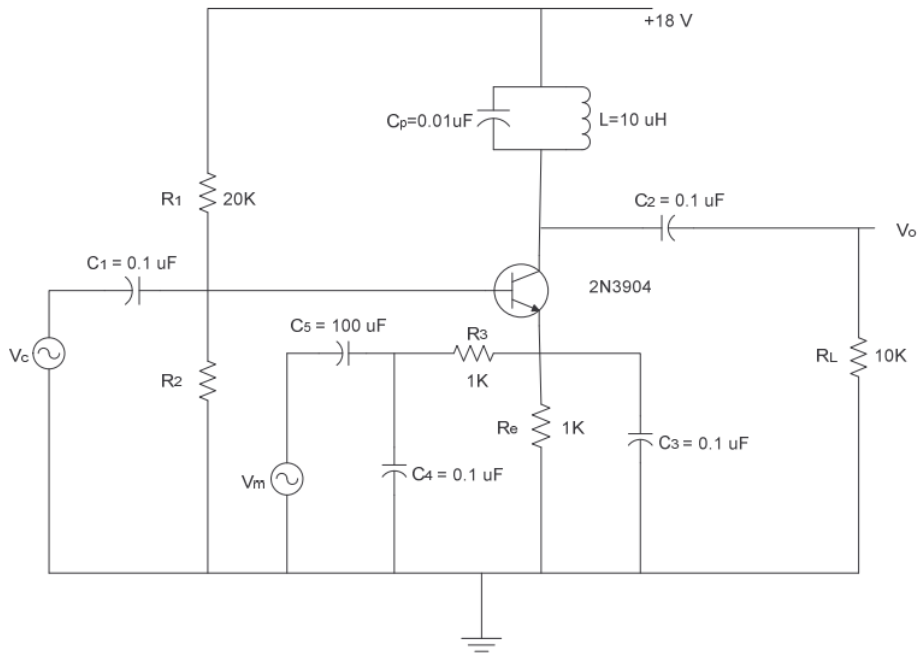 +18 V
Cp=0.01uF
L=10 uH
R1
20K
C2 = 0.1 uF
Vo
C1 = 0.1 uF
2N3904
C5 = 100 uF
R3
Vc
R2
1K
RL
10K
Re
1K
C3 = 0.1 uF
Vm
C4 = 0.1 uF